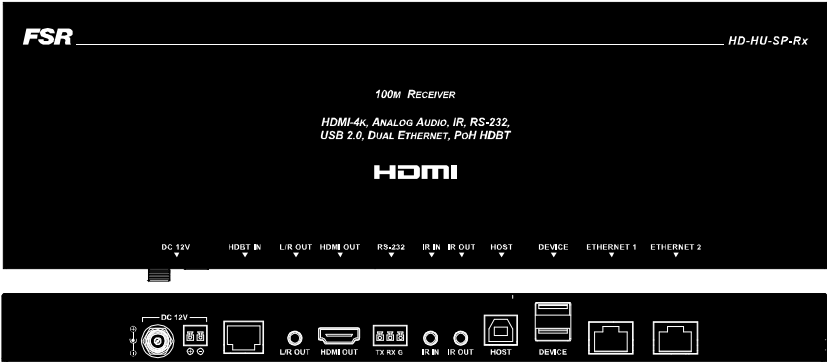 FSR
HD-HU-SP-Rx
100M RECEIVER
HDMI-4K, ANALOG AUDIO, IR, RS-232,
USB 2.0, DUAL ETHERNET, POH HDBT
HDMI
DC 12V HDBT IN L/R OUT HDMI OUT RS-232 IR IN IR OUT HOST DEVICE ETHERNET 1 ETHERNET 2
DC 12V
L/R OUT HDMI OUT TX RX G IR IN IR OUT HOST DEVICE